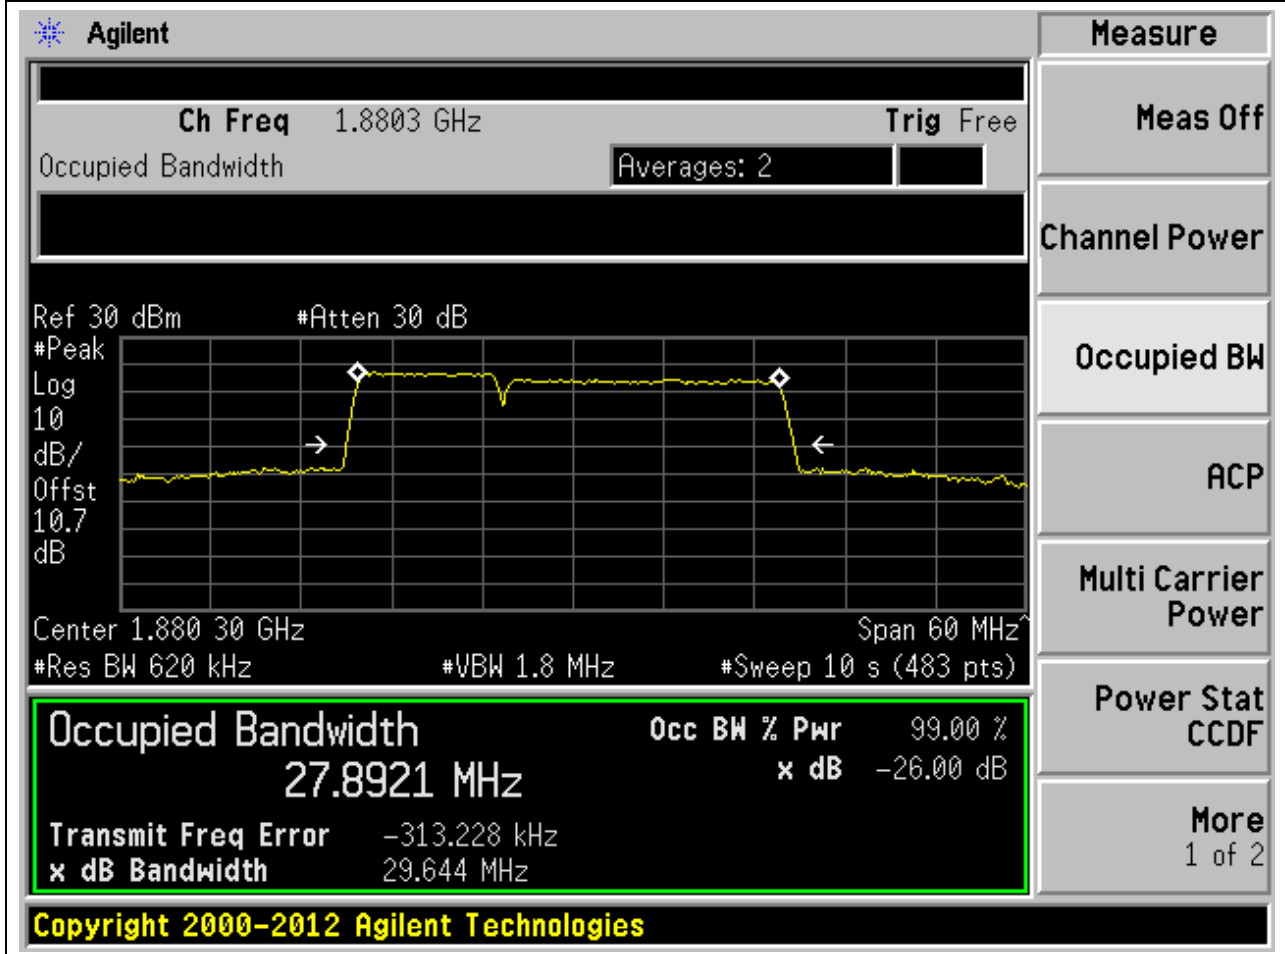 Agilent
Measure
Ch Freq 1.8803 GHz
Trig Free
Meas Off
Occupied Bandwidth
Averages: 2
Channel Power
Ref 30 dBm
#Atten 30 dB
#Peak
Log
10
dB/
Offst
10.7
dB
Occupied BW
ACP
Center 1.880 30 GHz
Span 60 MHz^
#Res BW 620 kHz
#VBW 1.8 MHz
#Sweep 10 s (483 pts)
Multi Carrier
Power
Occupied Bandwidth
27.8921 MHz
Occ BW % Pwr 99.00 %
x dB -26.00 dB
Transmit Freq Error -313.228 kHz
x dB Bandwidth 29.644 MHz
Power Stat
CCDF
More
1 of 2
Copyright 2000-2012 Agilent Technologies